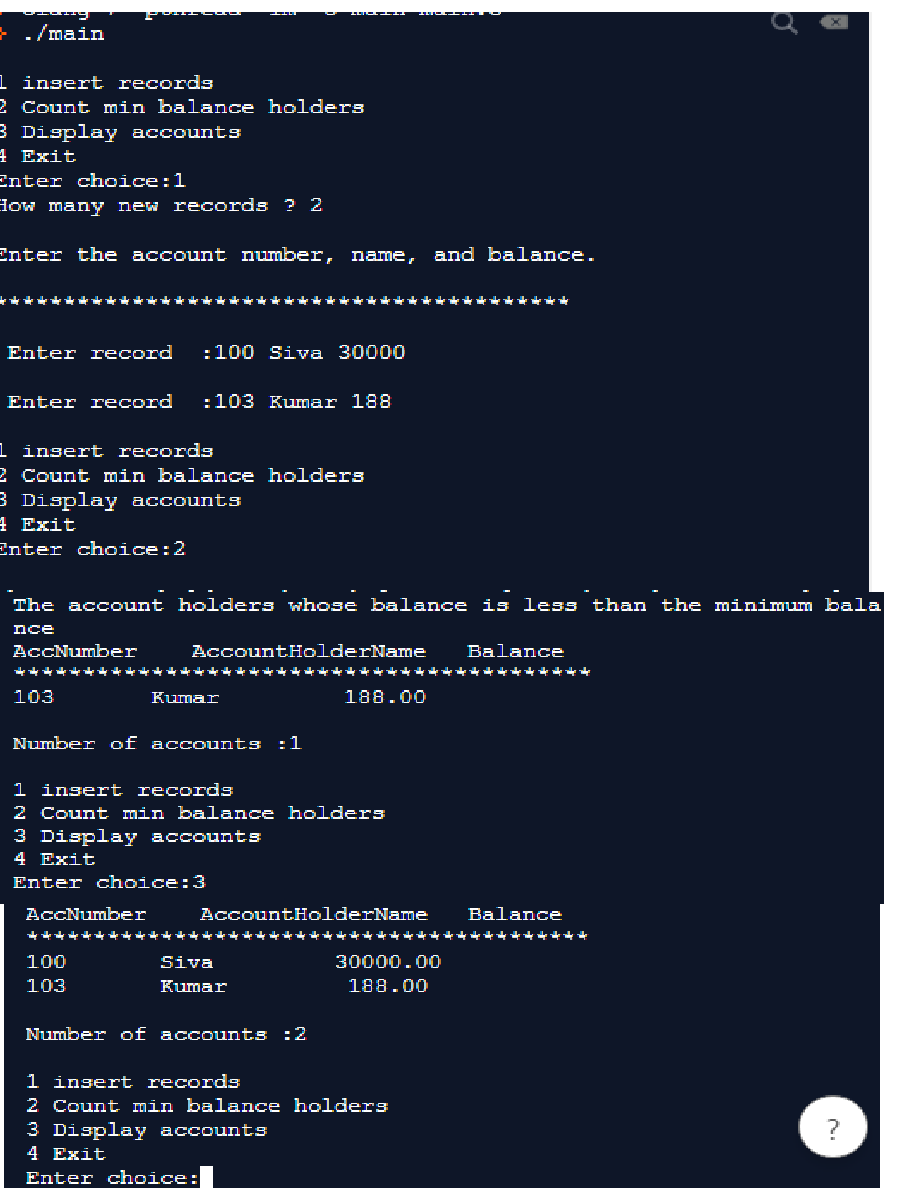 ./main
1 insert records
2 Count min balance holders
3 Display accounts
4 Exit
Enter choice:1
How many new records ? 2
Enter the account number, name, and balance.
******************************************
Enter record  :100 Siva 30000
Enter record  :103 Kumar 188
1 insert records
2 Count min balance holders
3 Display accounts
4 Exit
Enter choice:2
The account holders whose balance is less than the minimum bala
nce
AccNumber    AccountHolderName   Balance
******************************************
103       Kumar         188.00
Number of accounts :1
1 insert records
2 Count min balance holders
3 Display accounts
4 Exit
Enter choice:3
AccNumber    AccountHolderName   Balance
******************************************
100       Siva         30000.00
103       Kumar         188.00
Number of accounts :2
1 insert records
2 Count min balance holders
3 Display accounts
4 Exit
Enter choice:
?